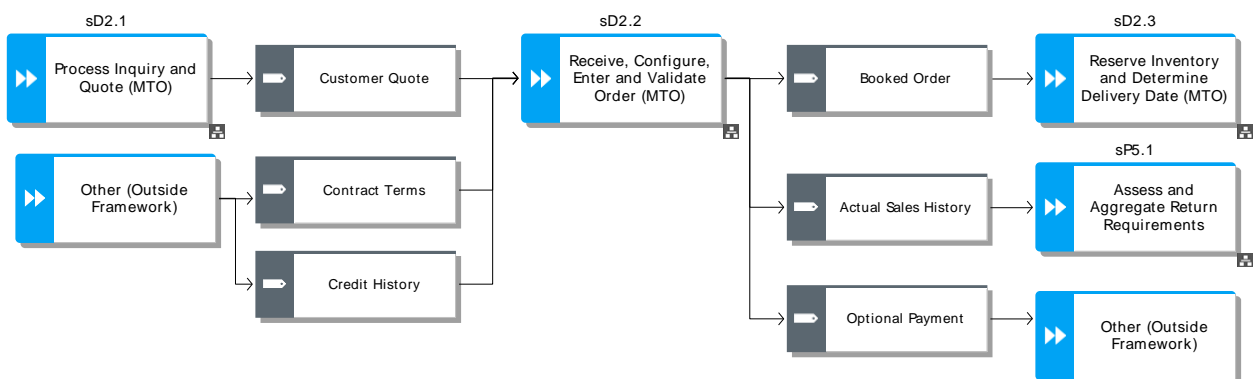 sD2.1
Process Inquiry and
Quote (MTO)
Customer Quote
sD2.2
Receive, Configure,
Enter and Validate
Order (MTO)
Booked Order
sD2.3
Reserve Inventory
and Determine
Delivery Date (MTO)
Other (Outside
Framework)
Contract Terms
Credit History
Actual Sales History
sP5.1
Assess and
Aggregate Return
Requirements
Optional Payment
Other (Outside
Framework)